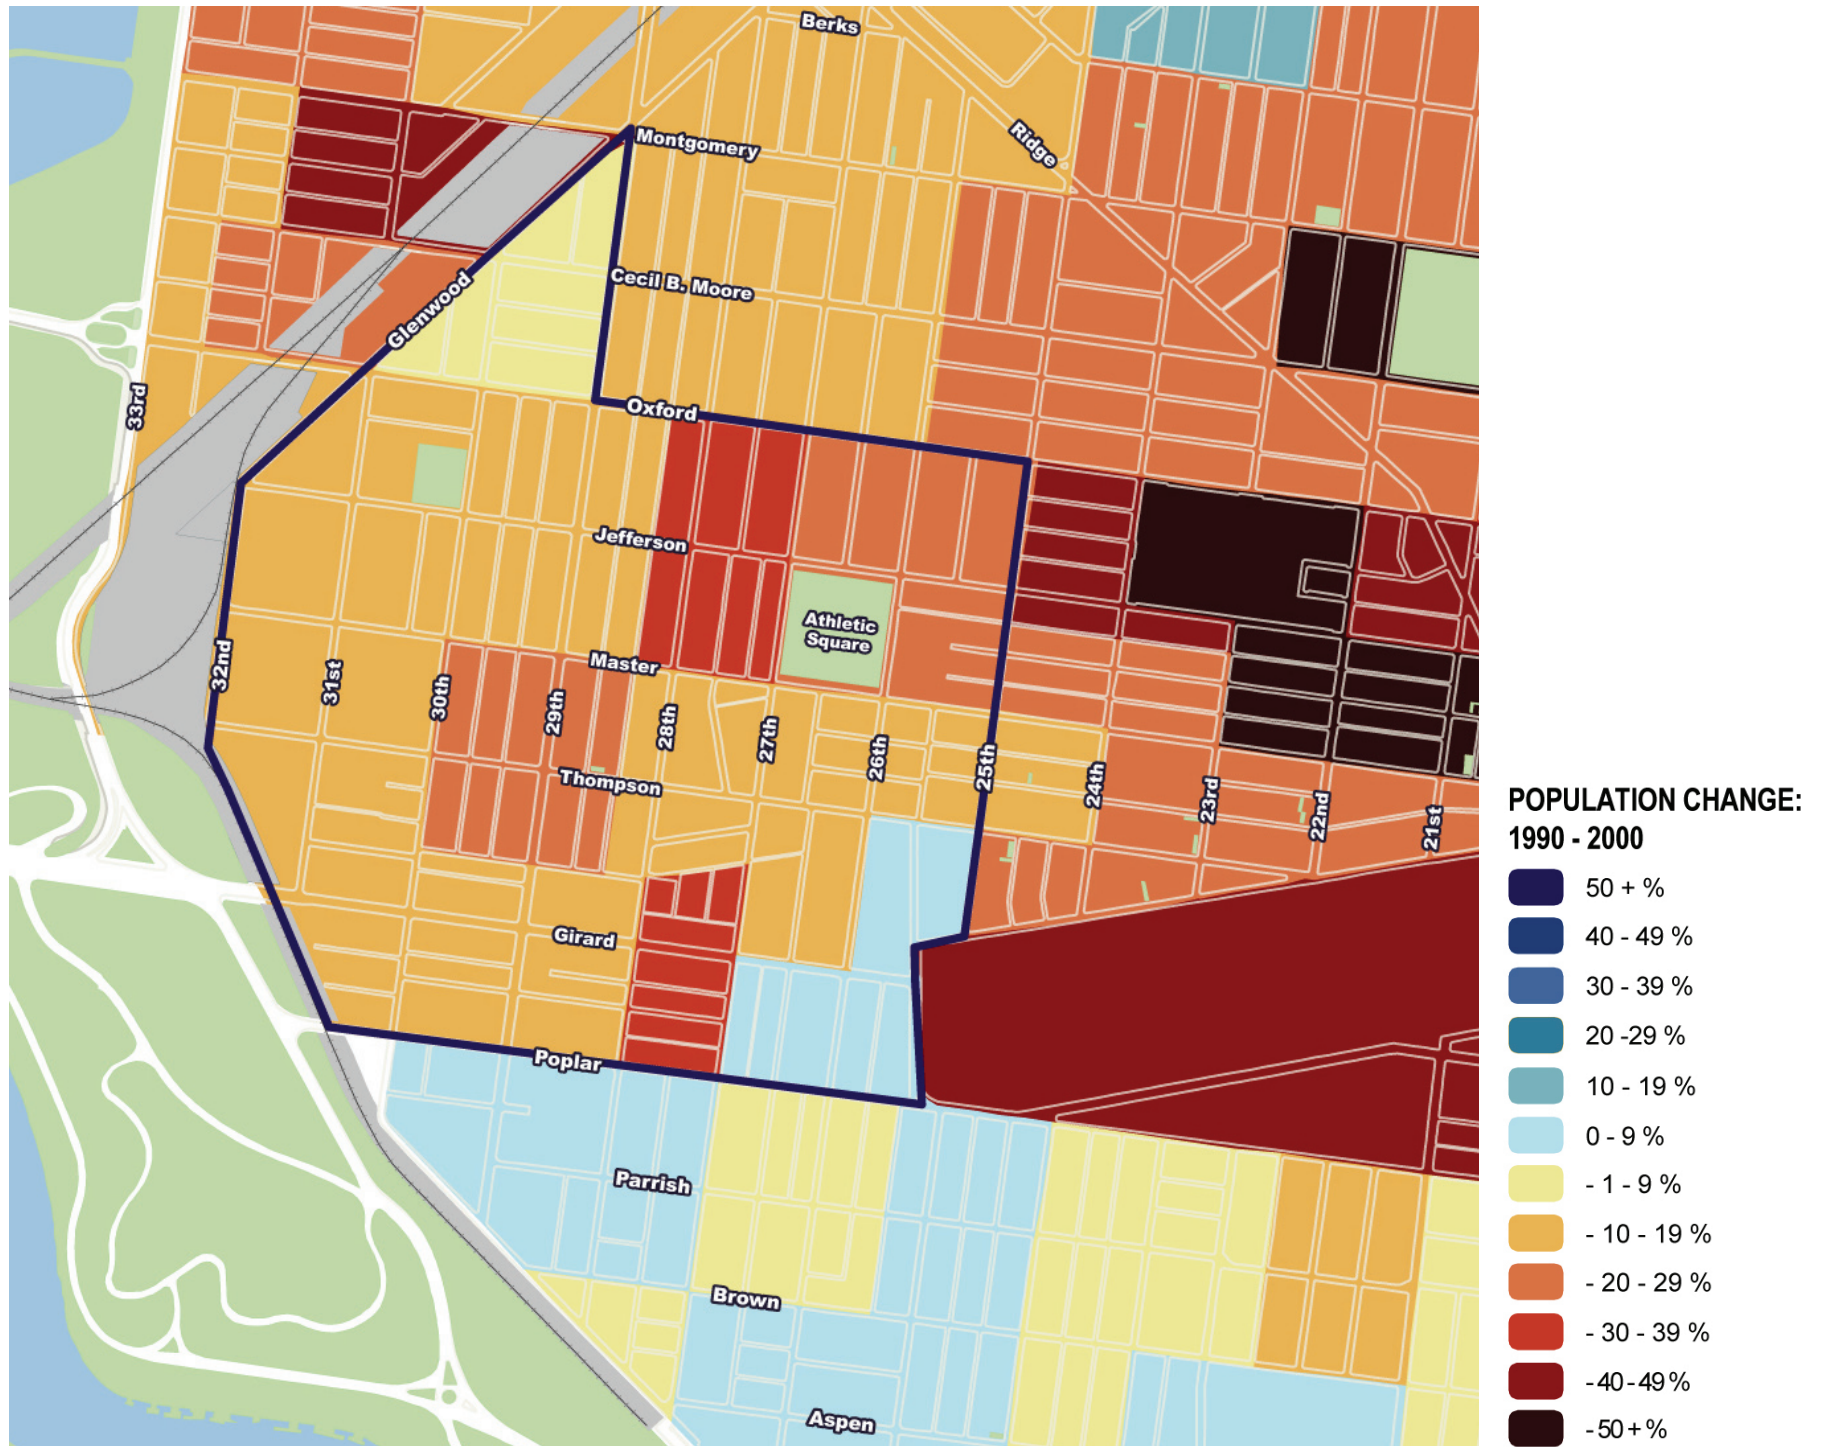 Berks
Ridge
Montgomery
Cecil B. Moore
Glenwood
33rd
Oxford
Jefferson
Athletic
Square
Master
32nd
31st
30th
29th
28th
27th
26th
25th
24th
23rd
22nd
21st
Thompson
Girard
Poplar
Parrish
Brown
Aspen
POPULATION CHANGE:
1990 - 2000
50 + %
40 - 49 %
30 - 39 %
20 -29 %
10 - 19 %
0 - 9 %
- 1 - 9 %
- 10 - 19 %
- 20 - 29 %
- 30 - 39 %
-40-49%
-50+%